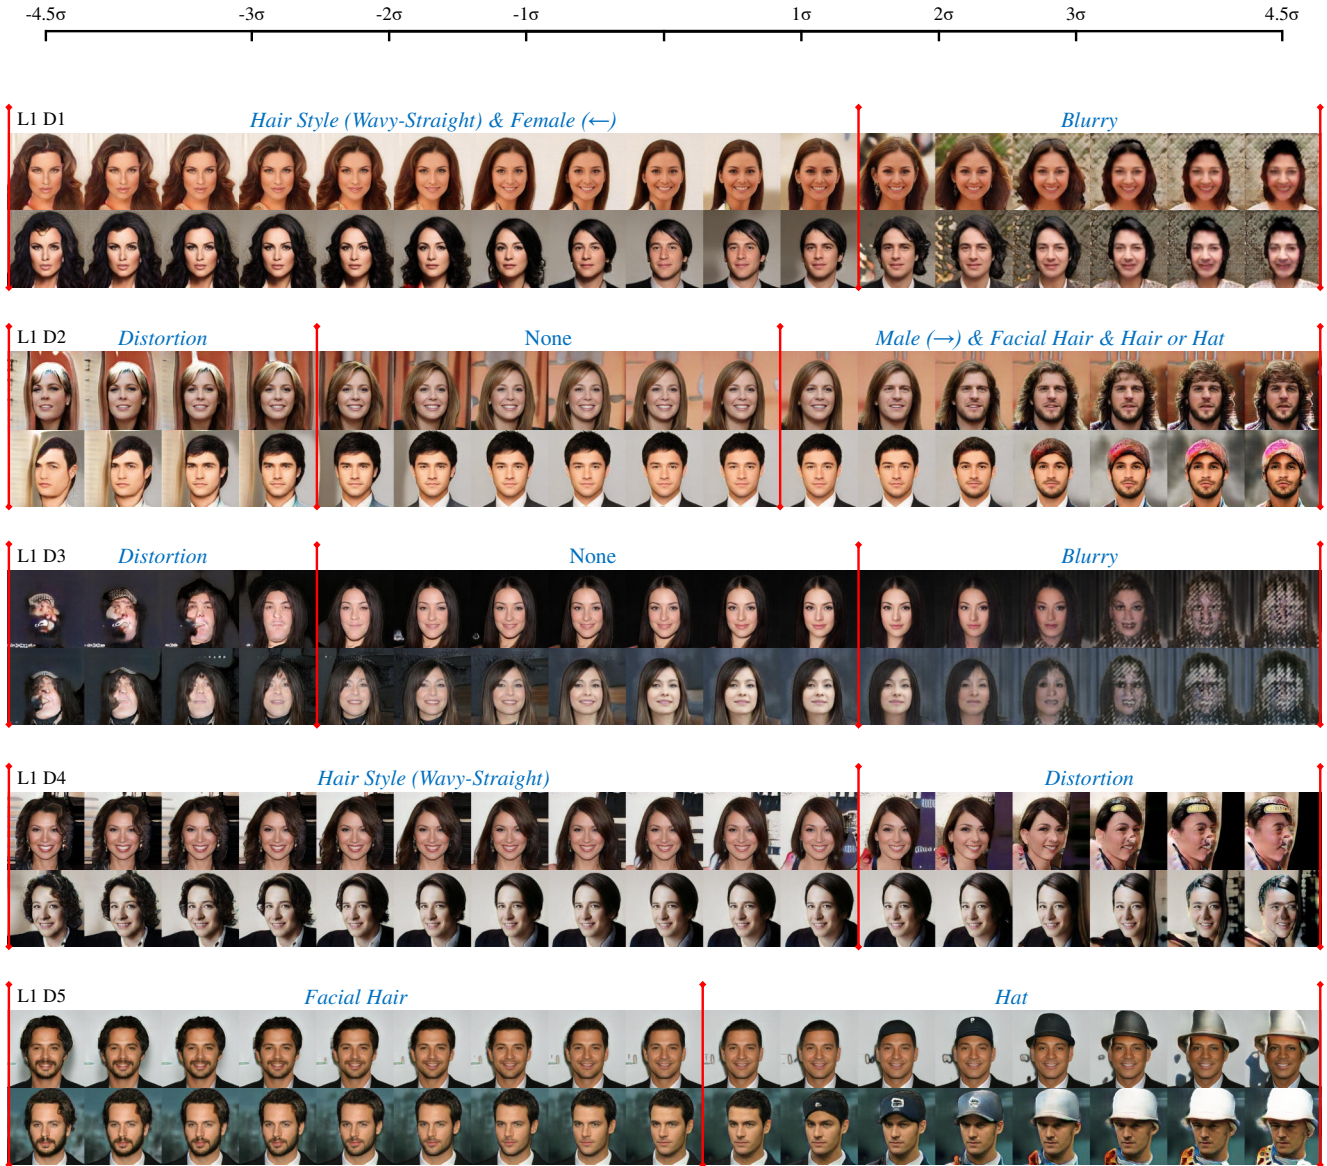 -4.5σ -3σ -2σ -1σ 1σ 2σ 3σ 4.5σ
L1 D1 Hair Style (Wavy-Straight) & Female (←) Blurry
L1 D2 Distortion None Male (→) & Facial Hair & Hair or Hat
L1 D3 Distortion None Blurry
L1 D4 Hair Style (Wavy-Straight) Distortion
L1 D5 Facial Hair Hat